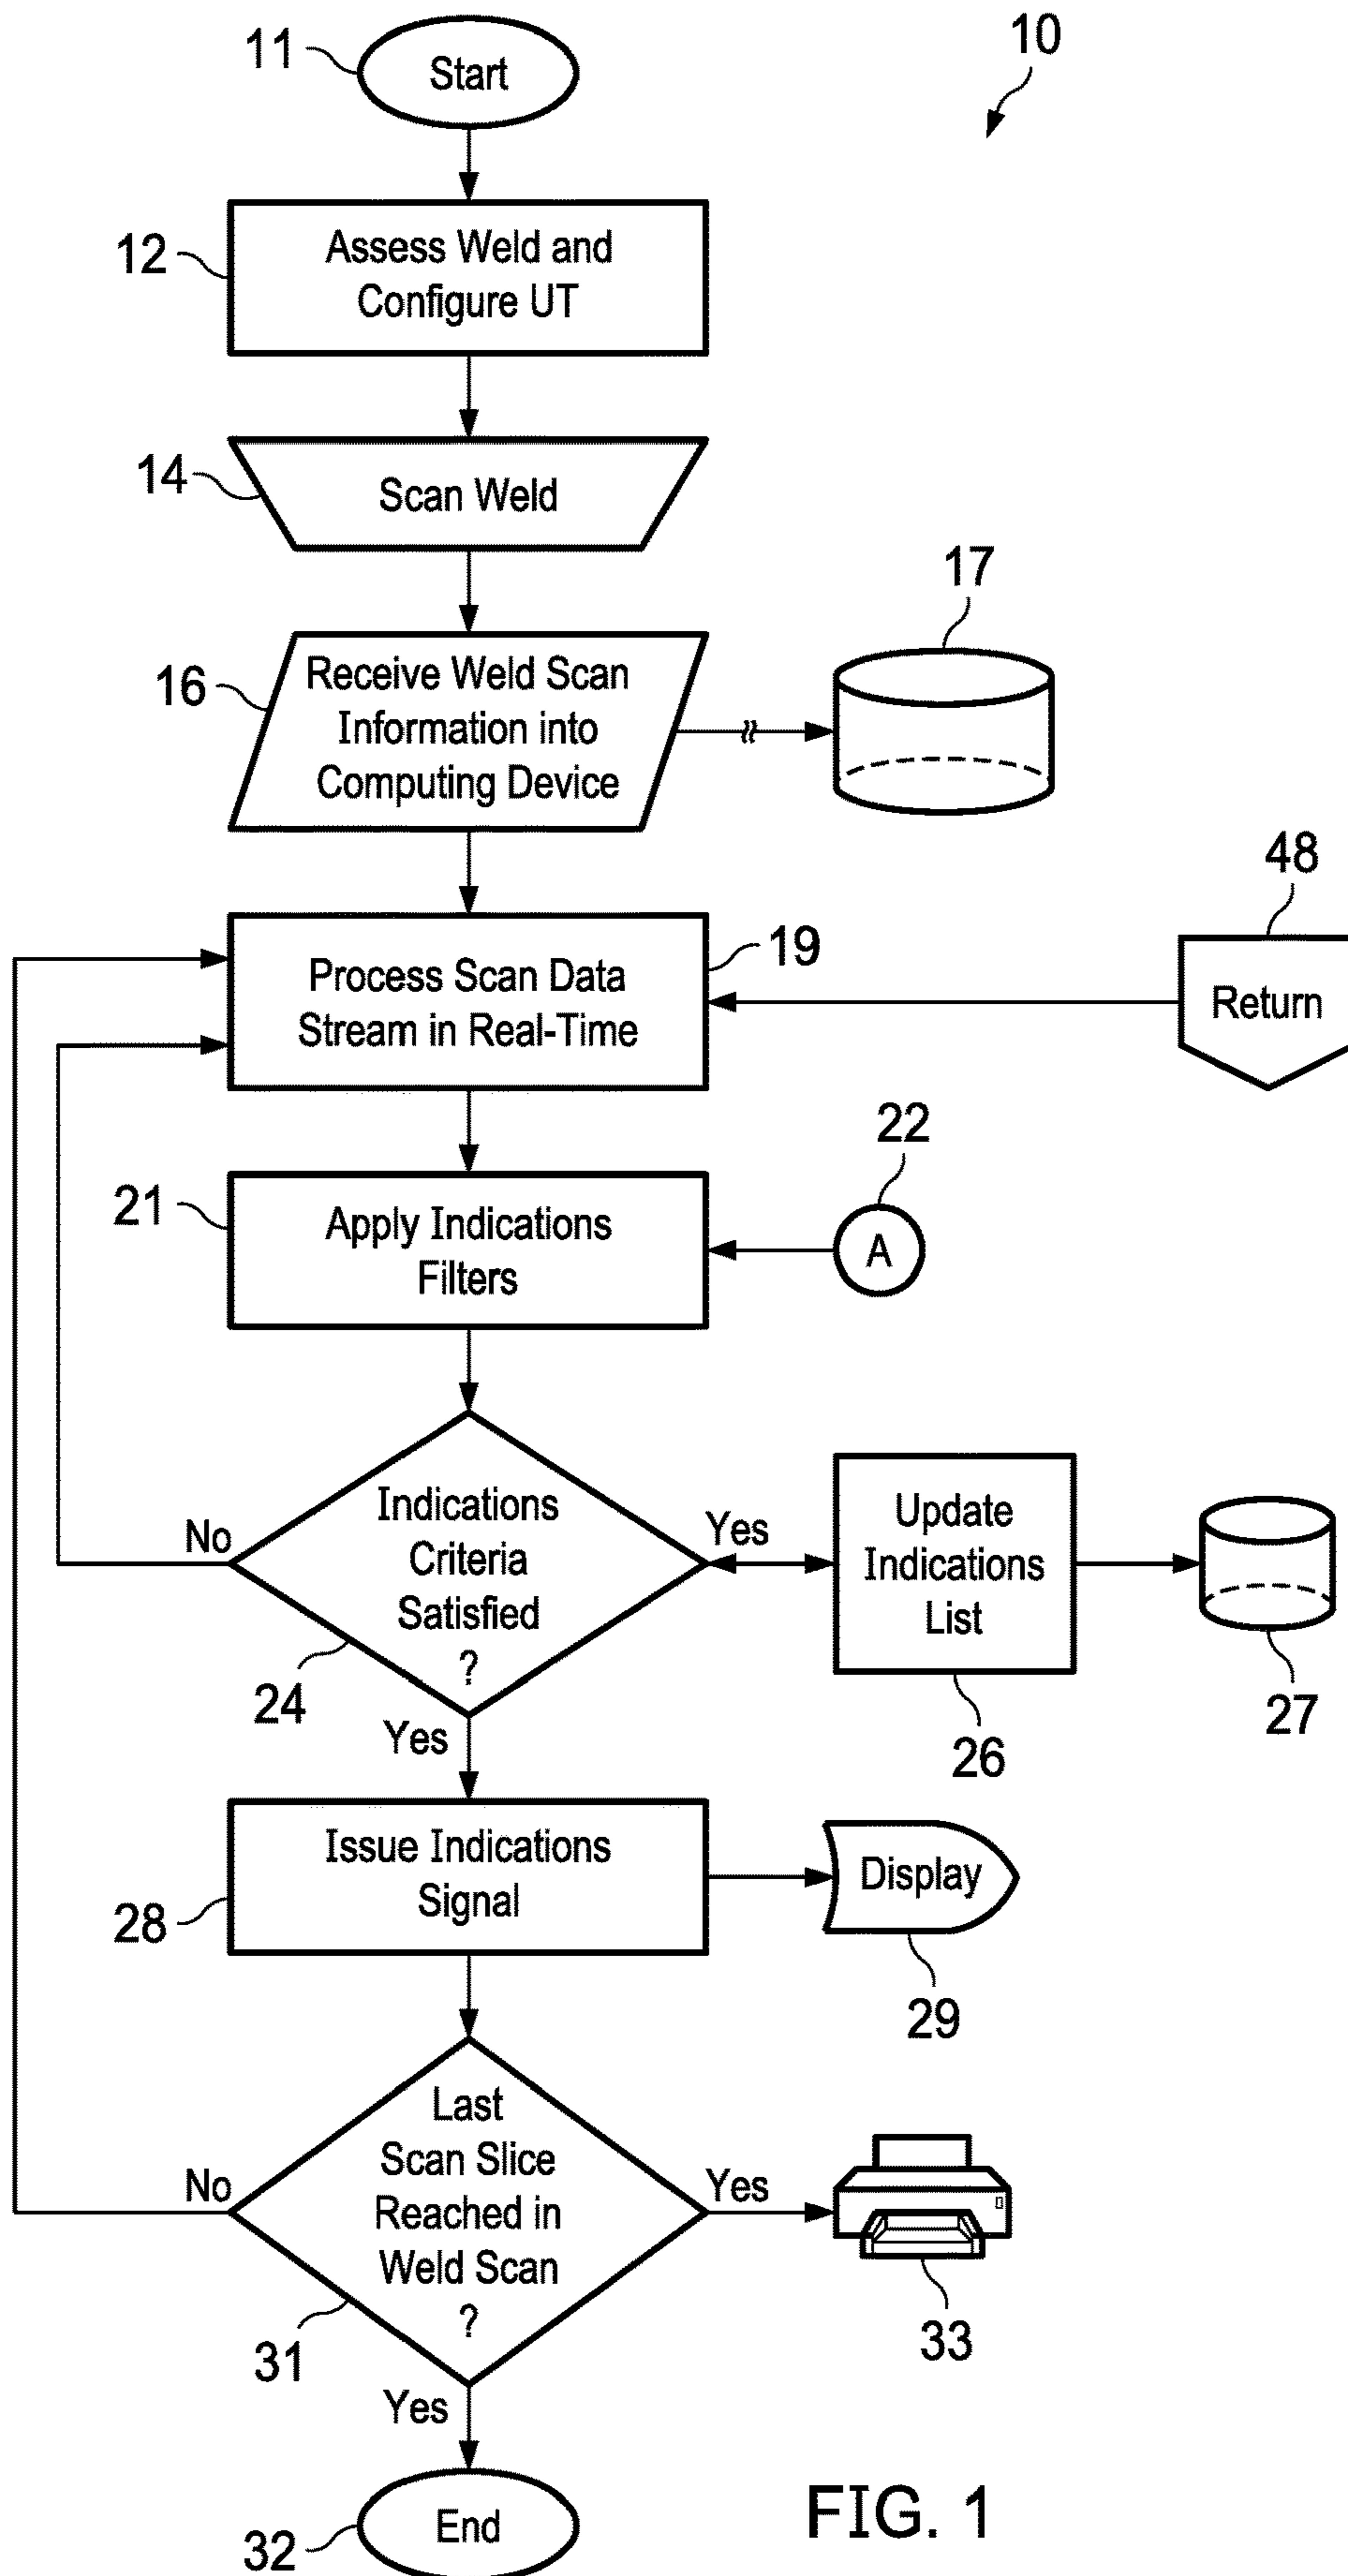 10
11
Start
12
Assess Weld and
Configure UT
14
Scan Weld
17
16
Receive Weld Scan
Information into
Computing Device
48
19
Process Scan Data
Stream in Real-Time
Return
22
21
Apply Indications
Filters
A
Indications
Criteria
Satisfied
?
No
Yes
Update
Indications
List
24
Yes
26
27
Issue Indications
Signal
28
Display
29
Last
Scan Slice
Reached in
Weld Scan
?
No
Yes
31
33
Yes
End
32
FIG. 1